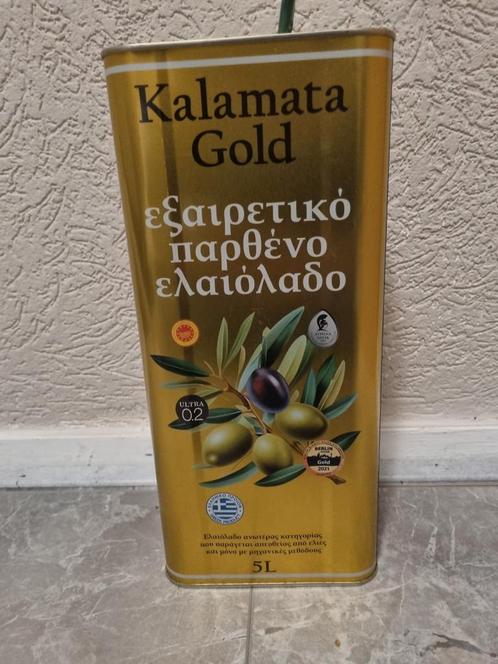 Kalamata
Gold
εξαιρετικό
παρθένο
ελαιόλαδο
ULTRA
0.2
BERLIN
Gold
2021
Ελαιόλαδο ανωτέρας κατηγορίας
που παράγεται απευθείας από ελιές
και μόνο με μηχανικές μεθόδους
5L